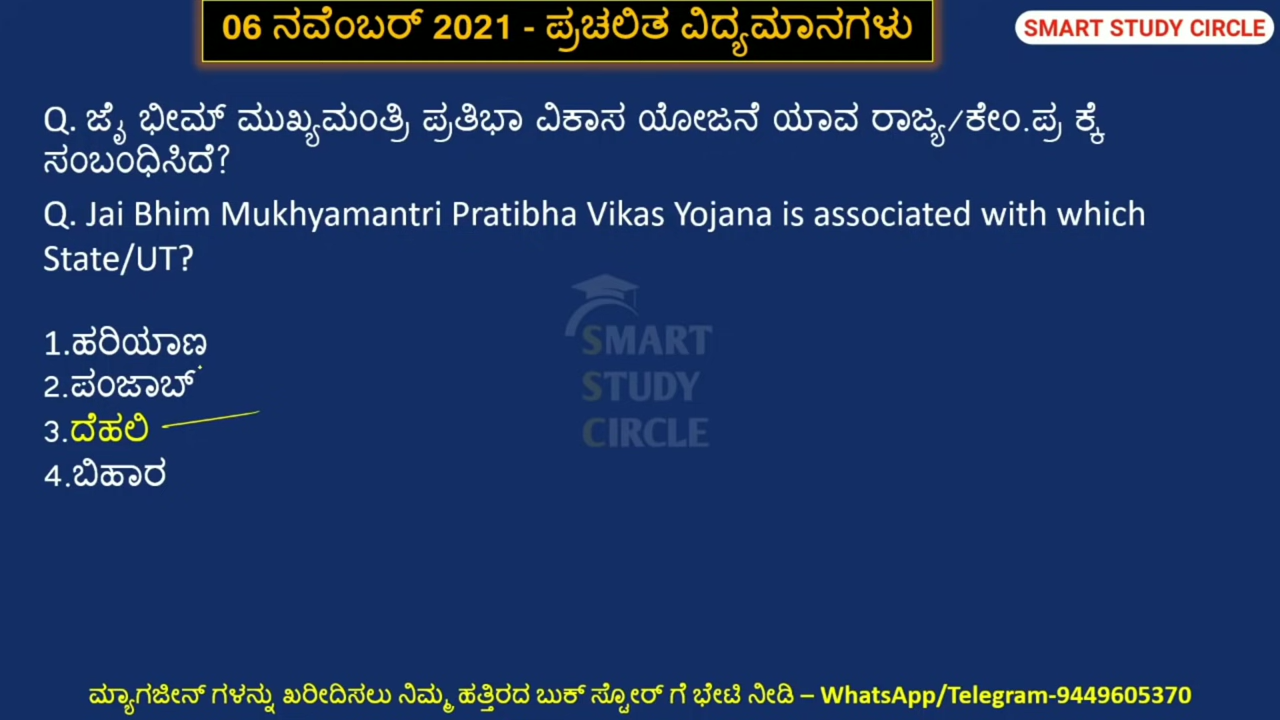 06 ನವೆಂಬರ್ 2021 - ಪ್ರಚಲಿತ ವಿದ್ಯಮಾನಗಳು
SMART STUDY CIRCLE
Q. ಜೈ ಭೀಮ್ ಮುಖ್ಯಮಂತ್ರಿ ಪ್ರತಿಭಾ ವಿಕಾಸ ಯೋಜನೆ ಯಾವ ರಾಜ್ಯ/ಕೇಂ.ಪ್ರ ಕ್ಕೆ
ಸಂಬಂಧಿಸಿದೆ?
Q. Jai Bhim Mukhyamantri Pratibha Vikas Yojana is associated with which
State/UT?
SMART
STUDY
CIRCLE
1.ಹರಿಯಾಣ
2.ಪಂಜಾಬ್
3.ದೆಹಲಿ
4.ಬಿಹಾರ
ಮ್ಯಾಗಜೀನ್ ಗಳನ್ನು ಖರೀದಿಸಲು ನಿಮ್ಮ ಹತ್ತಿರದ ಬುಕ್ ಸ್ಟೋರ್ ಗೆ ಭೇಟಿ ನೀಡಿ – WhatsApp/Telegram-9449605370